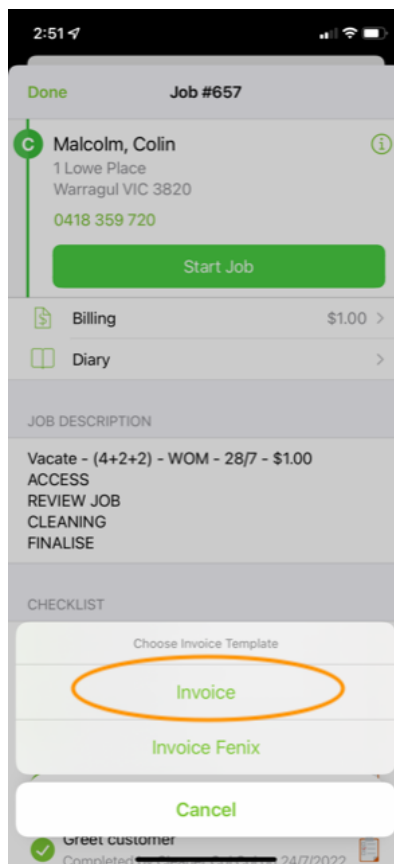 2:51
Done Job #657
C Malcolm, Colin
1 Lowe Place
Warragul VIC 3820
0418 359 720
Start Job
Billing $1.00
Diary
JOB DESCRIPTION
Vacate - (4+2+2) - WOM - 28/7 - $1.00
ACCESS
REVIEW JOB
CLEANING
FINALISE
CHECKLIST
Choose Invoice Template
Invoice
Invoice Fenix
Cancel
Greet customer
Completed 24/7/2022